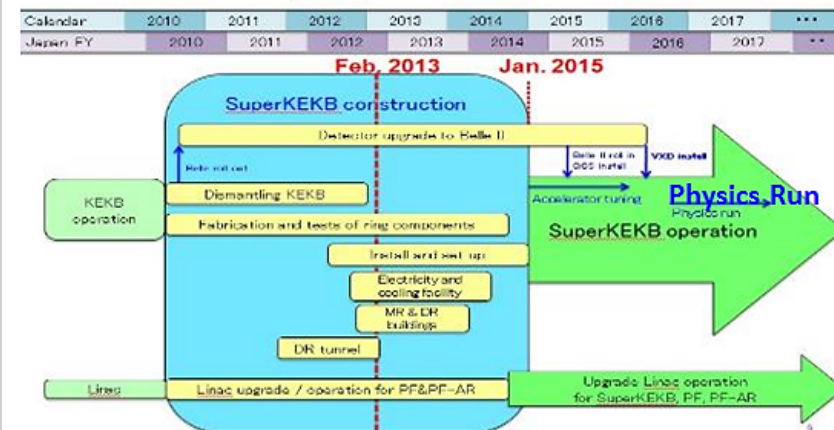 Calendar 2010 2011 2012 2013 2014 2015 2016 2017 •••
Japan FY 2010 2011 2012 2013 2014 2015 2016 2017 ••
Feb. 2013 Jan. 2015
SuperKEKB construction
Detector upgrade to Belle II
Belle roll out
Belle II roll in
QCS install
VXD install
KEKB
operation
Dismantling KEKB
Accelerator tuning
Physics Run
Physics run
Fabrication and tests of ring components
SuperKEKB operation
Install and set up
Electricity and
cooling facility
MR & DR
buildings
DR tunnel
Linac
Linac upgrade / operation for PF&PF-AR
Upgrade Linac operation
for SuperKEKB, PF, PF-AR
9